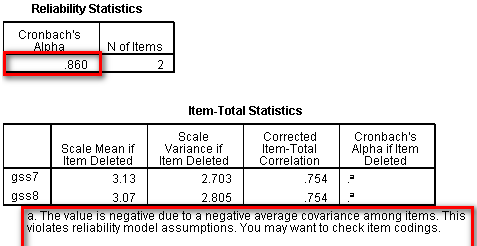 Reliability Statistics
Cronbach's
Alpha N of Items
.860 2
Item-Total Statistics
Scale Mean if
Item Deleted
Scale
Variance if
Item Deleted
Corrected
Item-Total
Correlation
Cronbach's
Alpha if Item
Deleted
gss7 3.13 2.703 .754 .a
gss8 3.07 2.805 .754 .a
a. The value is negative due to a negative average covariance among items. This
violates reliability model assumptions. You may want to check item codings.